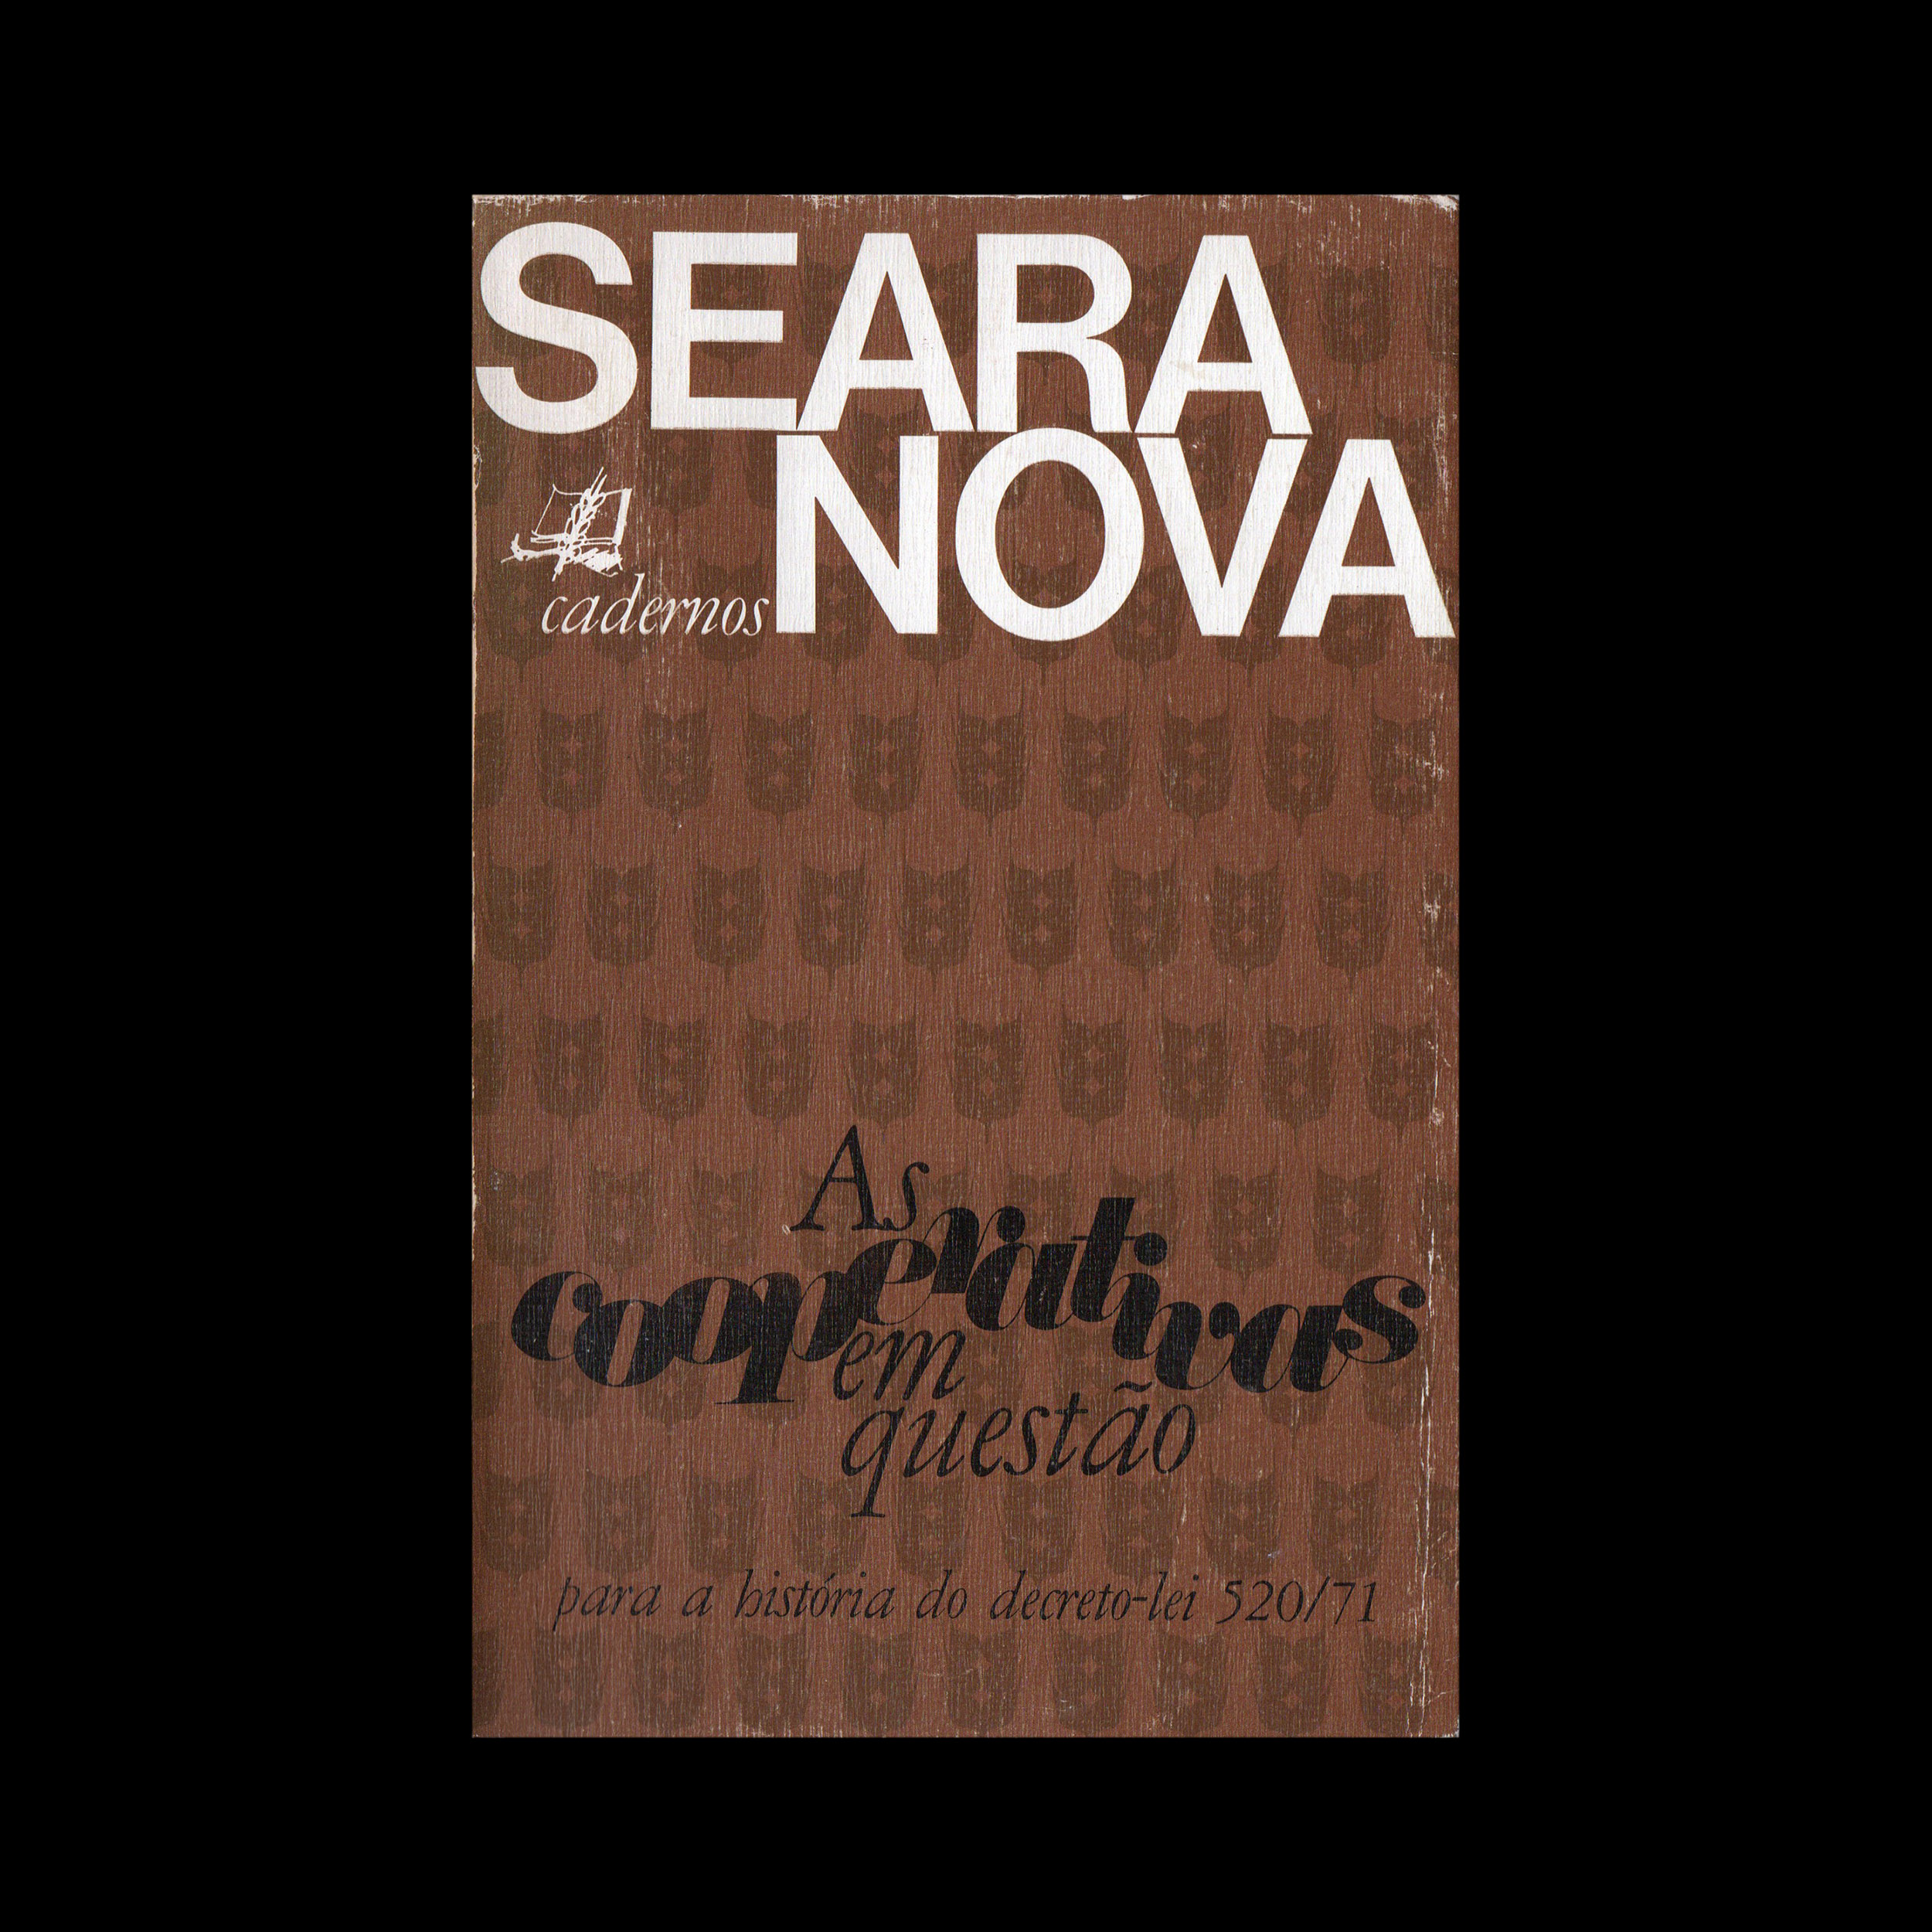 SEARA
NOVA
cadernos
As
cooperativas
em
questão
para a história do decreto-lei 520/71